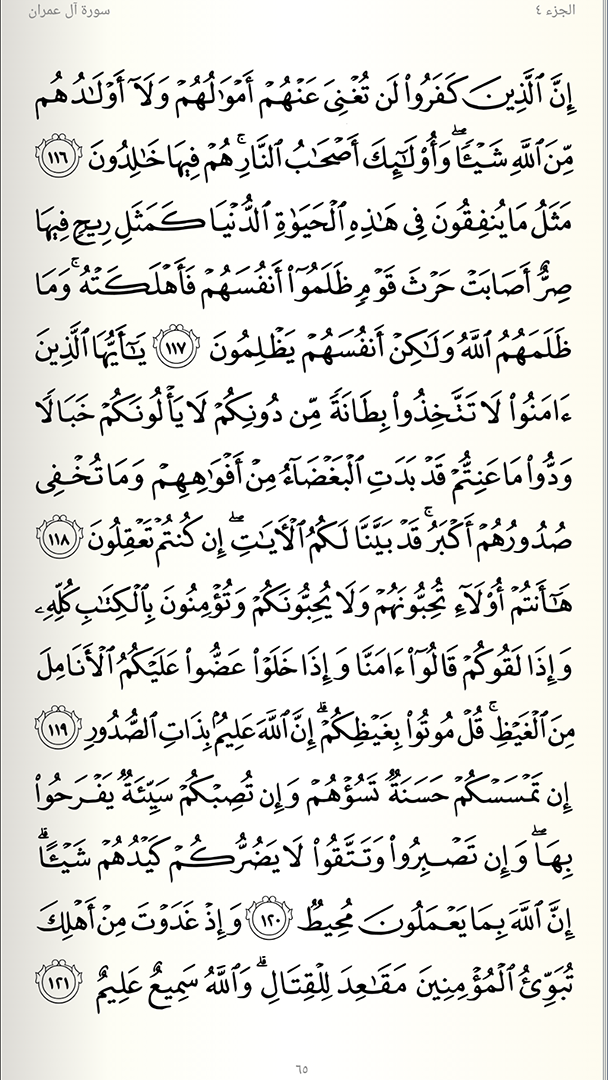 سورة آل عمران
الجزء ٤
إِنَّ ٱلَّذِينَ كَفَرُوا۟ لَن تُغْنِىَ عَنْهُمْ أَمْوَٰلُهُمْ وَلَآ أَوْلَـٰدُهُم
مِّنَ ٱللَّهِ شَيْـًٔا ۖ وَأُو۟لَـٰٓئِكَ أَصْحَـٰبُ ٱلنَّارِ ۚ هُمْ فِيهَا خَـٰلِدُونَ ١١٦
مَثَلُ مَا يُنفِقُونَ فِى هَـٰذِهِ ٱلْحَيَوٰةِ ٱلدُّنْيَا كَمَثَلِ رِيحٍ فِيهَا
صِرٌّ أَصَابَتْ حَرْثَ قَوْمٍ ظَلَمُوٓا۟ أَنفُسَهُمْ فَأَهْلَكَتْهُ ۚ وَمَا
ظَلَمَهُمُ ٱللَّهُ وَلَـٰكِنْ أَنفُسَهُمْ يَظْلِمُونَ ١١٧ يَـٰٓأَيُّهَا ٱلَّذِينَ
ءَامَنُوا۟ لَا تَتَّخِذُوا۟ بِطَانَةً مِّن دُونِكُمْ لَا يَأْلُونَكُمْ خَبَالًا
وَدُّوا۟ مَا عَنِتُّمْ قَدْ بَدَتِ ٱلْبَغْضَآءُ مِنْ أَفْوَٰهِهِمْ وَمَا تُخْفِى
صُدُورُهُمْ أَكْبَرُ ۚ قَدْ بَيَّنَّا لَكُمُ ٱلْـَٔايَـٰتِ ۖ إِن كُنتُمْ تَعْقِلُونَ ١١٨
هَـٰٓأَنتُمْ أُو۟لَآءِ تُحِبُّونَهُمْ وَلَا يُحِبُّونَكُمْ وَتُؤْمِنُونَ بِٱلْكِتَـٰبِ كُلِّهِۦ
وَإِذَا لَقُوكُمْ قَالُوٓا۟ ءَامَنَّا وَإِذَا خَلَوْا۟ عَضُّوا۟ عَلَيْكُمُ ٱلْأَنَامِلَ
مِنَ ٱلْغَيْظِ ۚ قُلْ مُوتُوا۟ بِغَيْظِكُمْ ۗ إِنَّ ٱللَّهَ عَلِيمٌۢ بِذَاتِ ٱلصُّدُورِ ١١٩
إِن تَمْسَسْكُمْ حَسَنَةٌ تَسُؤْهُمْ وَإِن تُصِبْكُمْ سَيِّئَةٌ يَفْرَحُوا۟
بِهَا ۖ وَإِن تَصْبِرُوا۟ وَتَتَّقُوا۟ لَا يَضُرُّكُمْ كَيْدُهُمْ شَيْـًٔا ۗ
إِنَّ ٱللَّهَ بِمَا يَعْمَلُونَ مُحِيطٌ ١٢٠ وَإِذْ غَدَوْتَ مِنْ أَهْلِكَ
تُبَوِّئُ ٱلْمُؤْمِنِينَ مَقَـٰعِدَ لِلْقِتَالِ ۗ وَٱللَّهُ سَمِيعٌ عَلِيمٌ ١٢١
٦٥